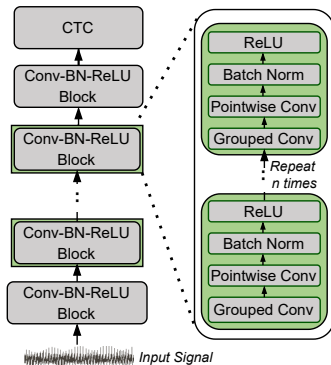 CTC
Conv-BN-ReLU
Block
Conv-BN-ReLU
Block
Conv-BN-ReLU
Block
Conv-BN-ReLU
Block
Input Signal
ReLU
Batch Norm
Pointwise Conv
Grouped Conv
Repeat
n times
ReLU
Batch Norm
Pointwise Conv
Grouped Conv